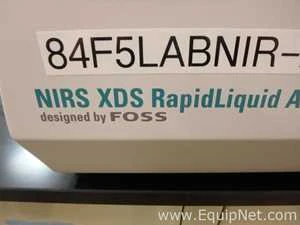 84F5LABNIR-
NIRS XDS RapidLiquid A
designed by FOSS
www.EquipNet.com